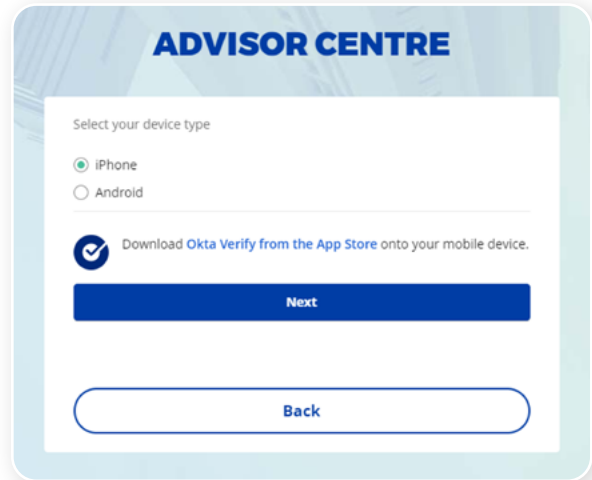 ADVISOR CENTRE
Select your device type
iPhone
Android
Download Okta Verify from the App Store onto your mobile device.
Next
Back